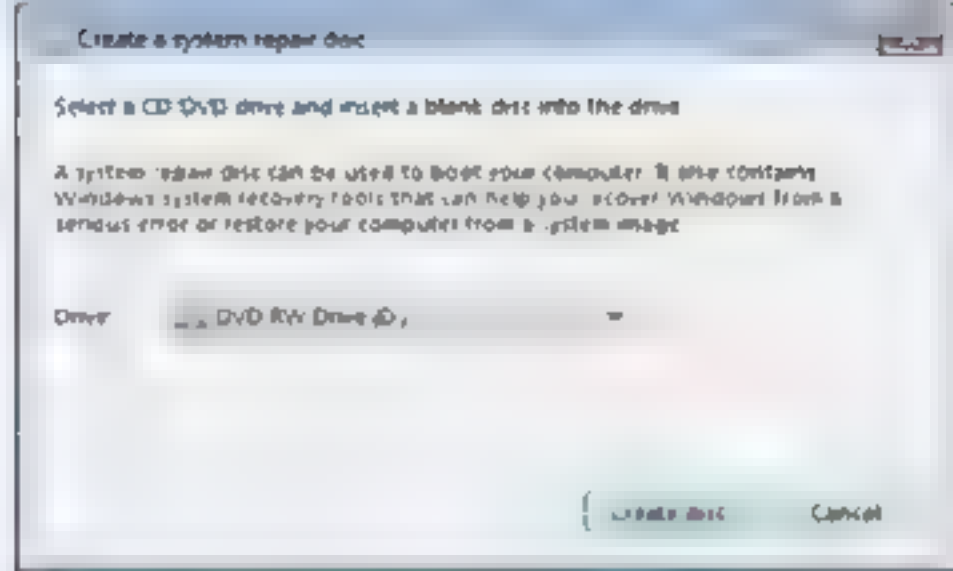 Create a system repair disc
Select a CD/DVD drive and insert a blank disc into the drive
A system repair disc can be used to boot your computer. It also contains
Windows system recovery tools that can help you recover Windows from a
serious error or restore your computer from a system image.
Drive: DVD RW Drive (D:)
Create disc Cancel